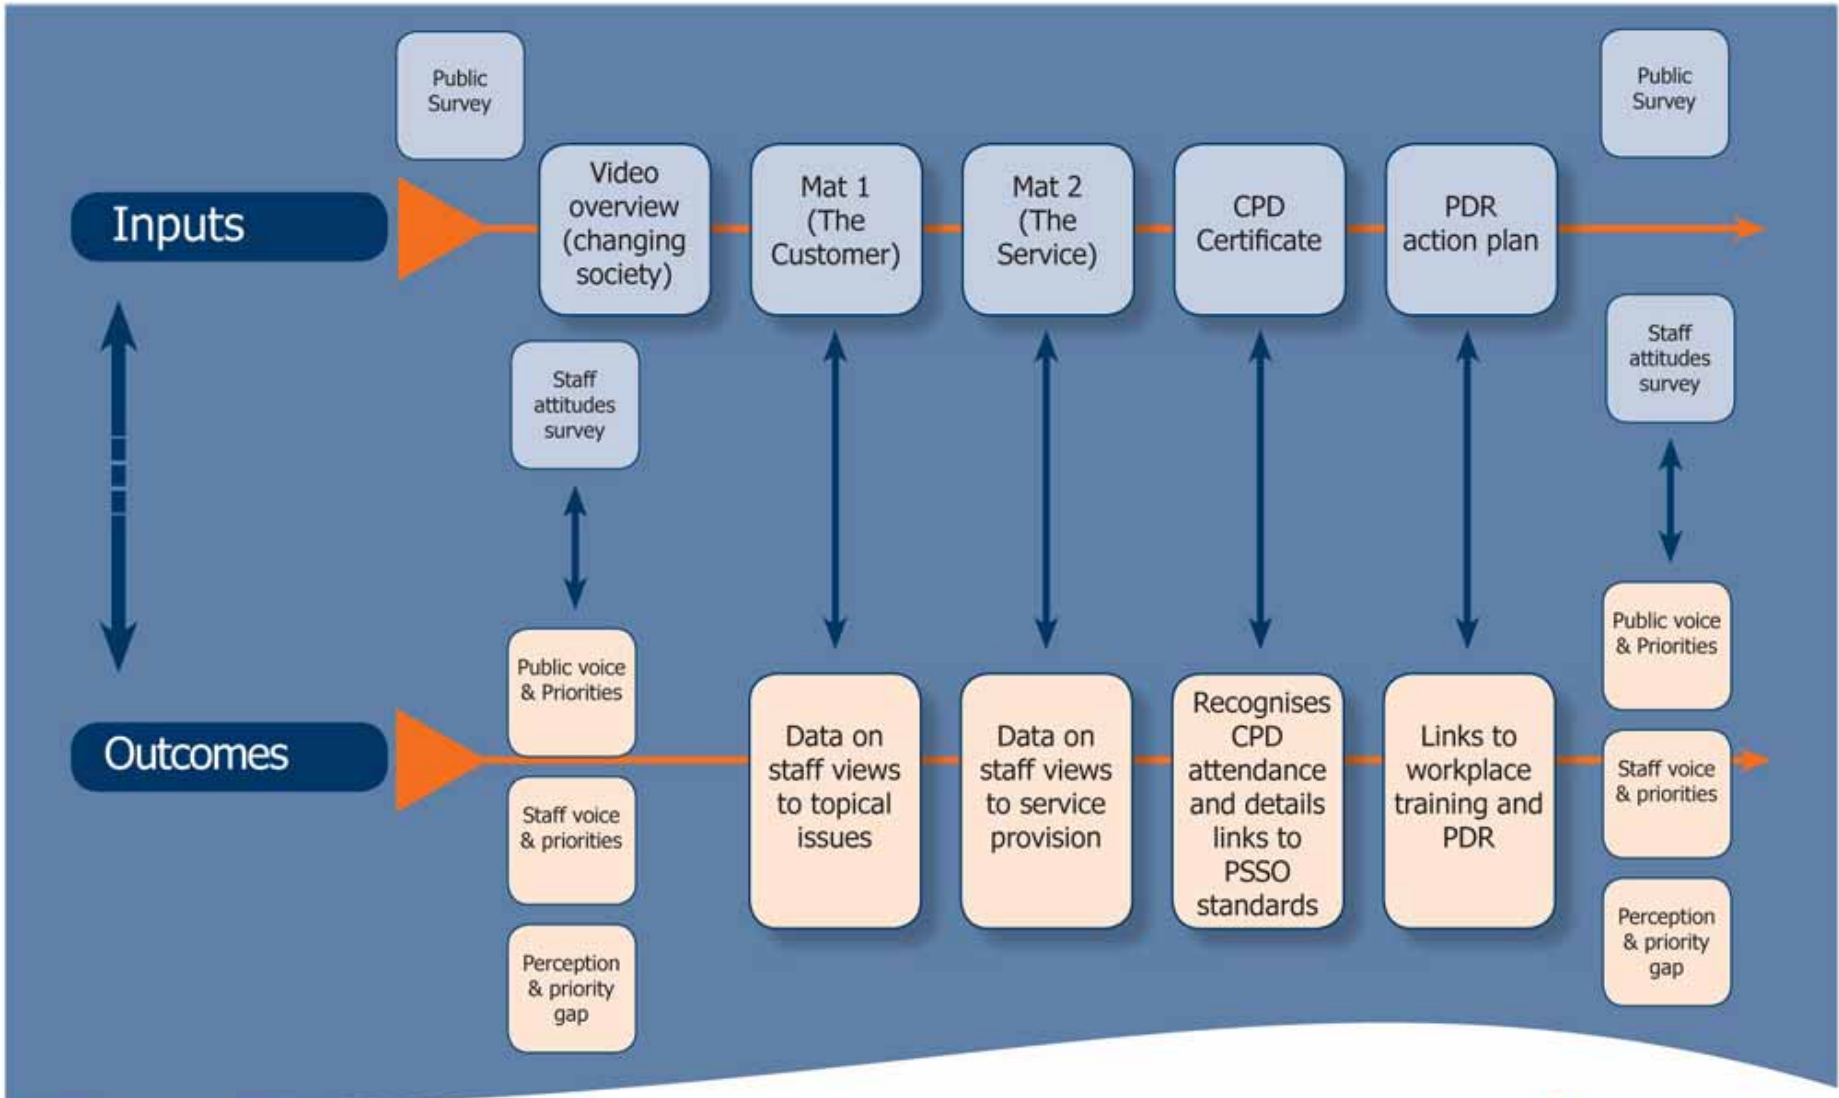 Public
Survey
Public
Survey
Inputs
Video
overview
(changing
society)
Mat 1
(The
Customer)
Mat 2
(The
Service)
CPD
Certificate
PDR
action plan
Staff
attitudes
survey
Staff
attitudes
survey
Outcomes
Public voice
& Priorities
Staff voice
& priorities
Perception
& priority
gap
Data on
staff views
to topical
issues
Data on
staff views
to service
provision
Recognises
CPD
attendance
and details
links to
PSSO
standards
Links to
workplace
training and
PDR
Public voice
& Priorities
Staff voice
& priorities
Perception
& priority
gap